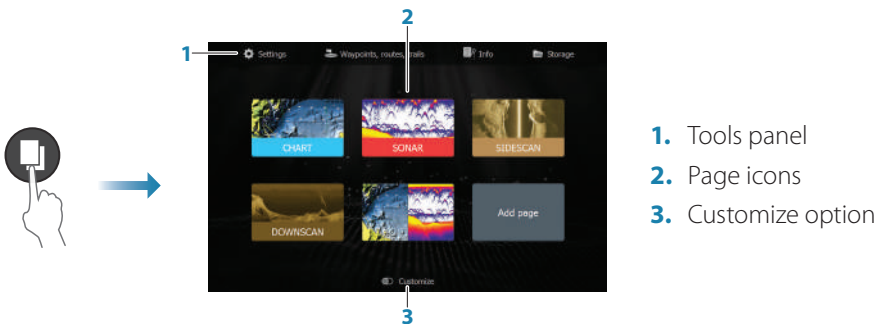 2
1
Settings
Waypoints, routes, trails
Info
Storage
CHART
SONAR
SIDESCAN
DOWNSCAN
Add page
Customize
3
1. Tools panel
2. Page icons
3. Customize option